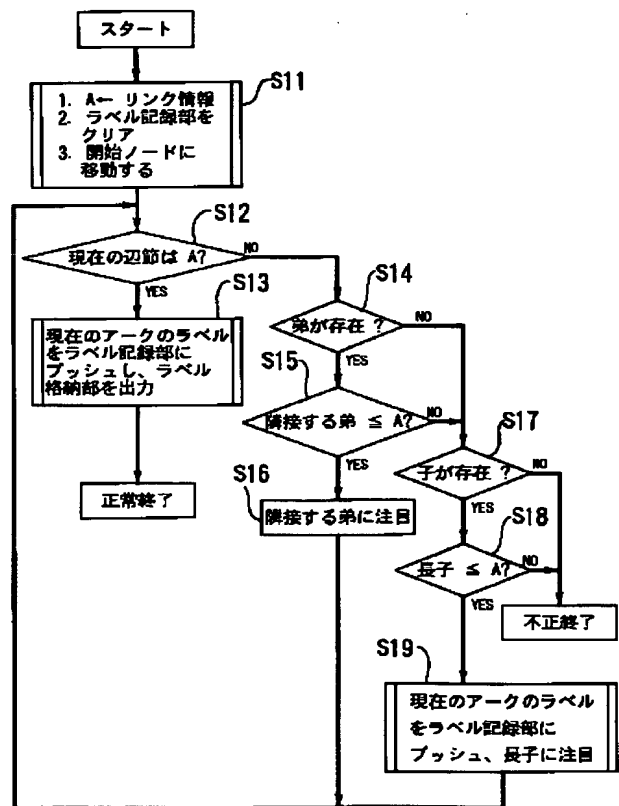 スタート
S11
1. A← リンク情報
2. ラベル記録部を
クリア
3. 開始ノードに
移動する
S12
現在の辺節は A?
NO
YES
S13
現在のアークのラベル
をラベル記録部に
プッシュし、ラベル
格納部を出力
正常終了
S14
弟が存在 ?
NO
YES
S15
隣接する弟 ≦ A?
NO
YES
S16
隣接する弟に注目
S17
子が存在 ?
NO
YES
S18
長子 ≦ A?
NO
YES
不正終了
S19
現在のアークのラベル
をラベル記録部に
プッシュ、長子に注目